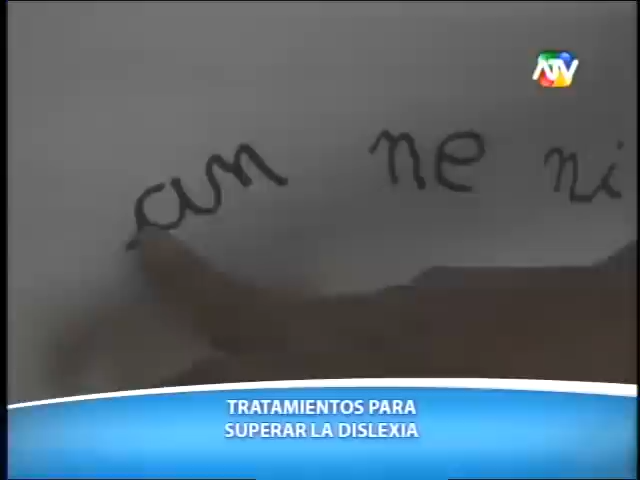 ATV
an ne ni
TRATAMIENTOS PARA
SUPERAR LA DISLEXIA